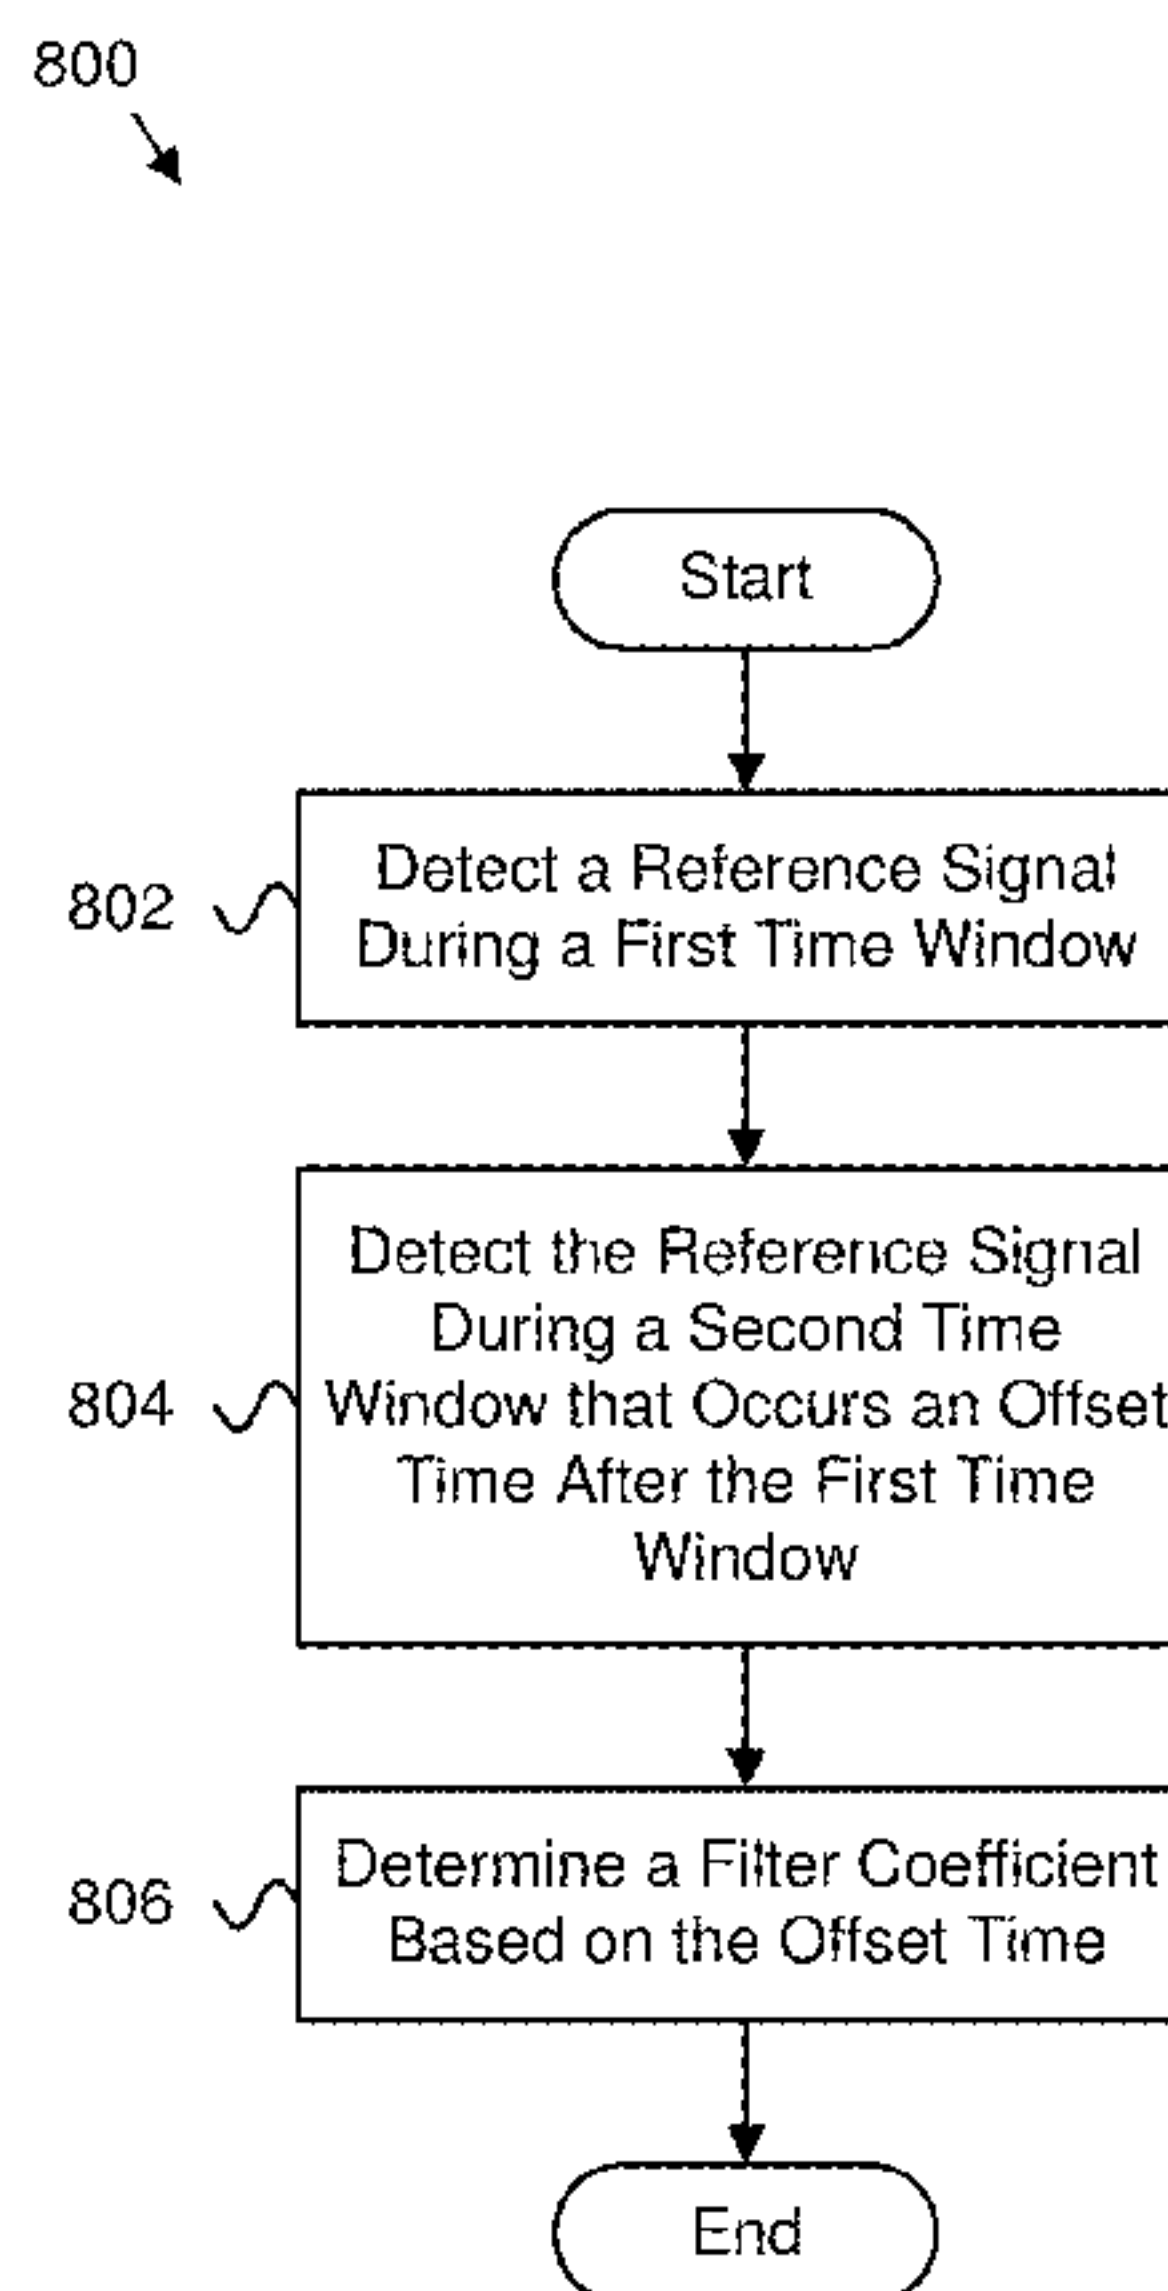 800
Start
802
Detect a Reference Signal
During a First Time Window
804
Detect the Reference Signal
During a Second Time
Window that Occurs an Offset
Time After the First Time
Window
806
Determine a Filter Coefficient
Based on the Offset Time
End